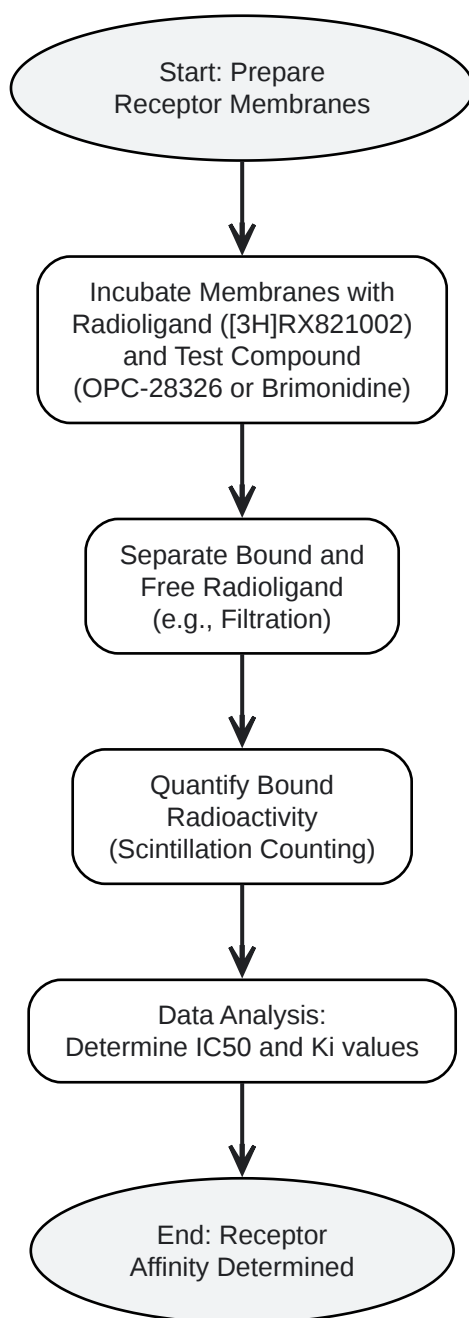 Start: Prepare
Receptor Membranes
Incubate Membranes with
Radioligand ([3H]RX821002)
and Test Compound
(OPC-28326 or Brimonidine)
Separate Bound and
Free Radioligand
(e.g., Filtration)
Quantify Bound
Radioactivity
(Scintillation Counting)
Data Analysis:
Determine IC50 and Ki values
End: Receptor
Affinity Determined